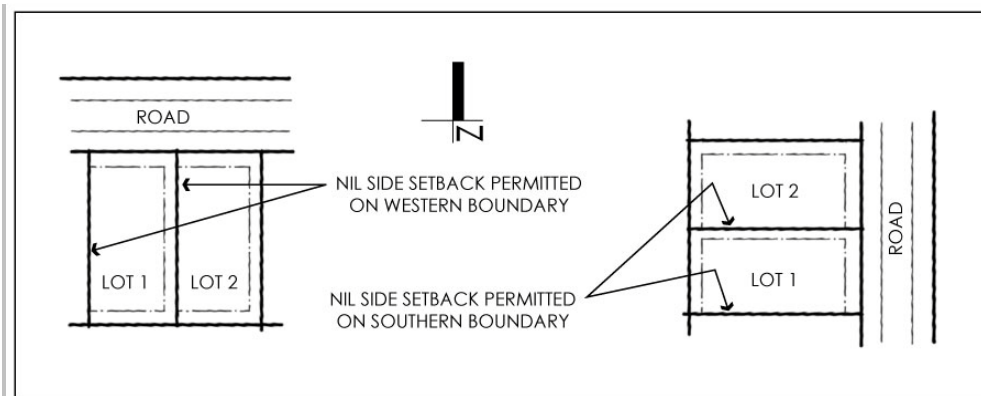 ROAD
NIL SIDE SETBACK PERMITTED
ON WESTERN BOUNDARY
LOT 1
LOT 2
N
NIL SIDE SETBACK PERMITTED
ON SOUTHERN BOUNDARY
LOT 2
LOT 1
ROAD